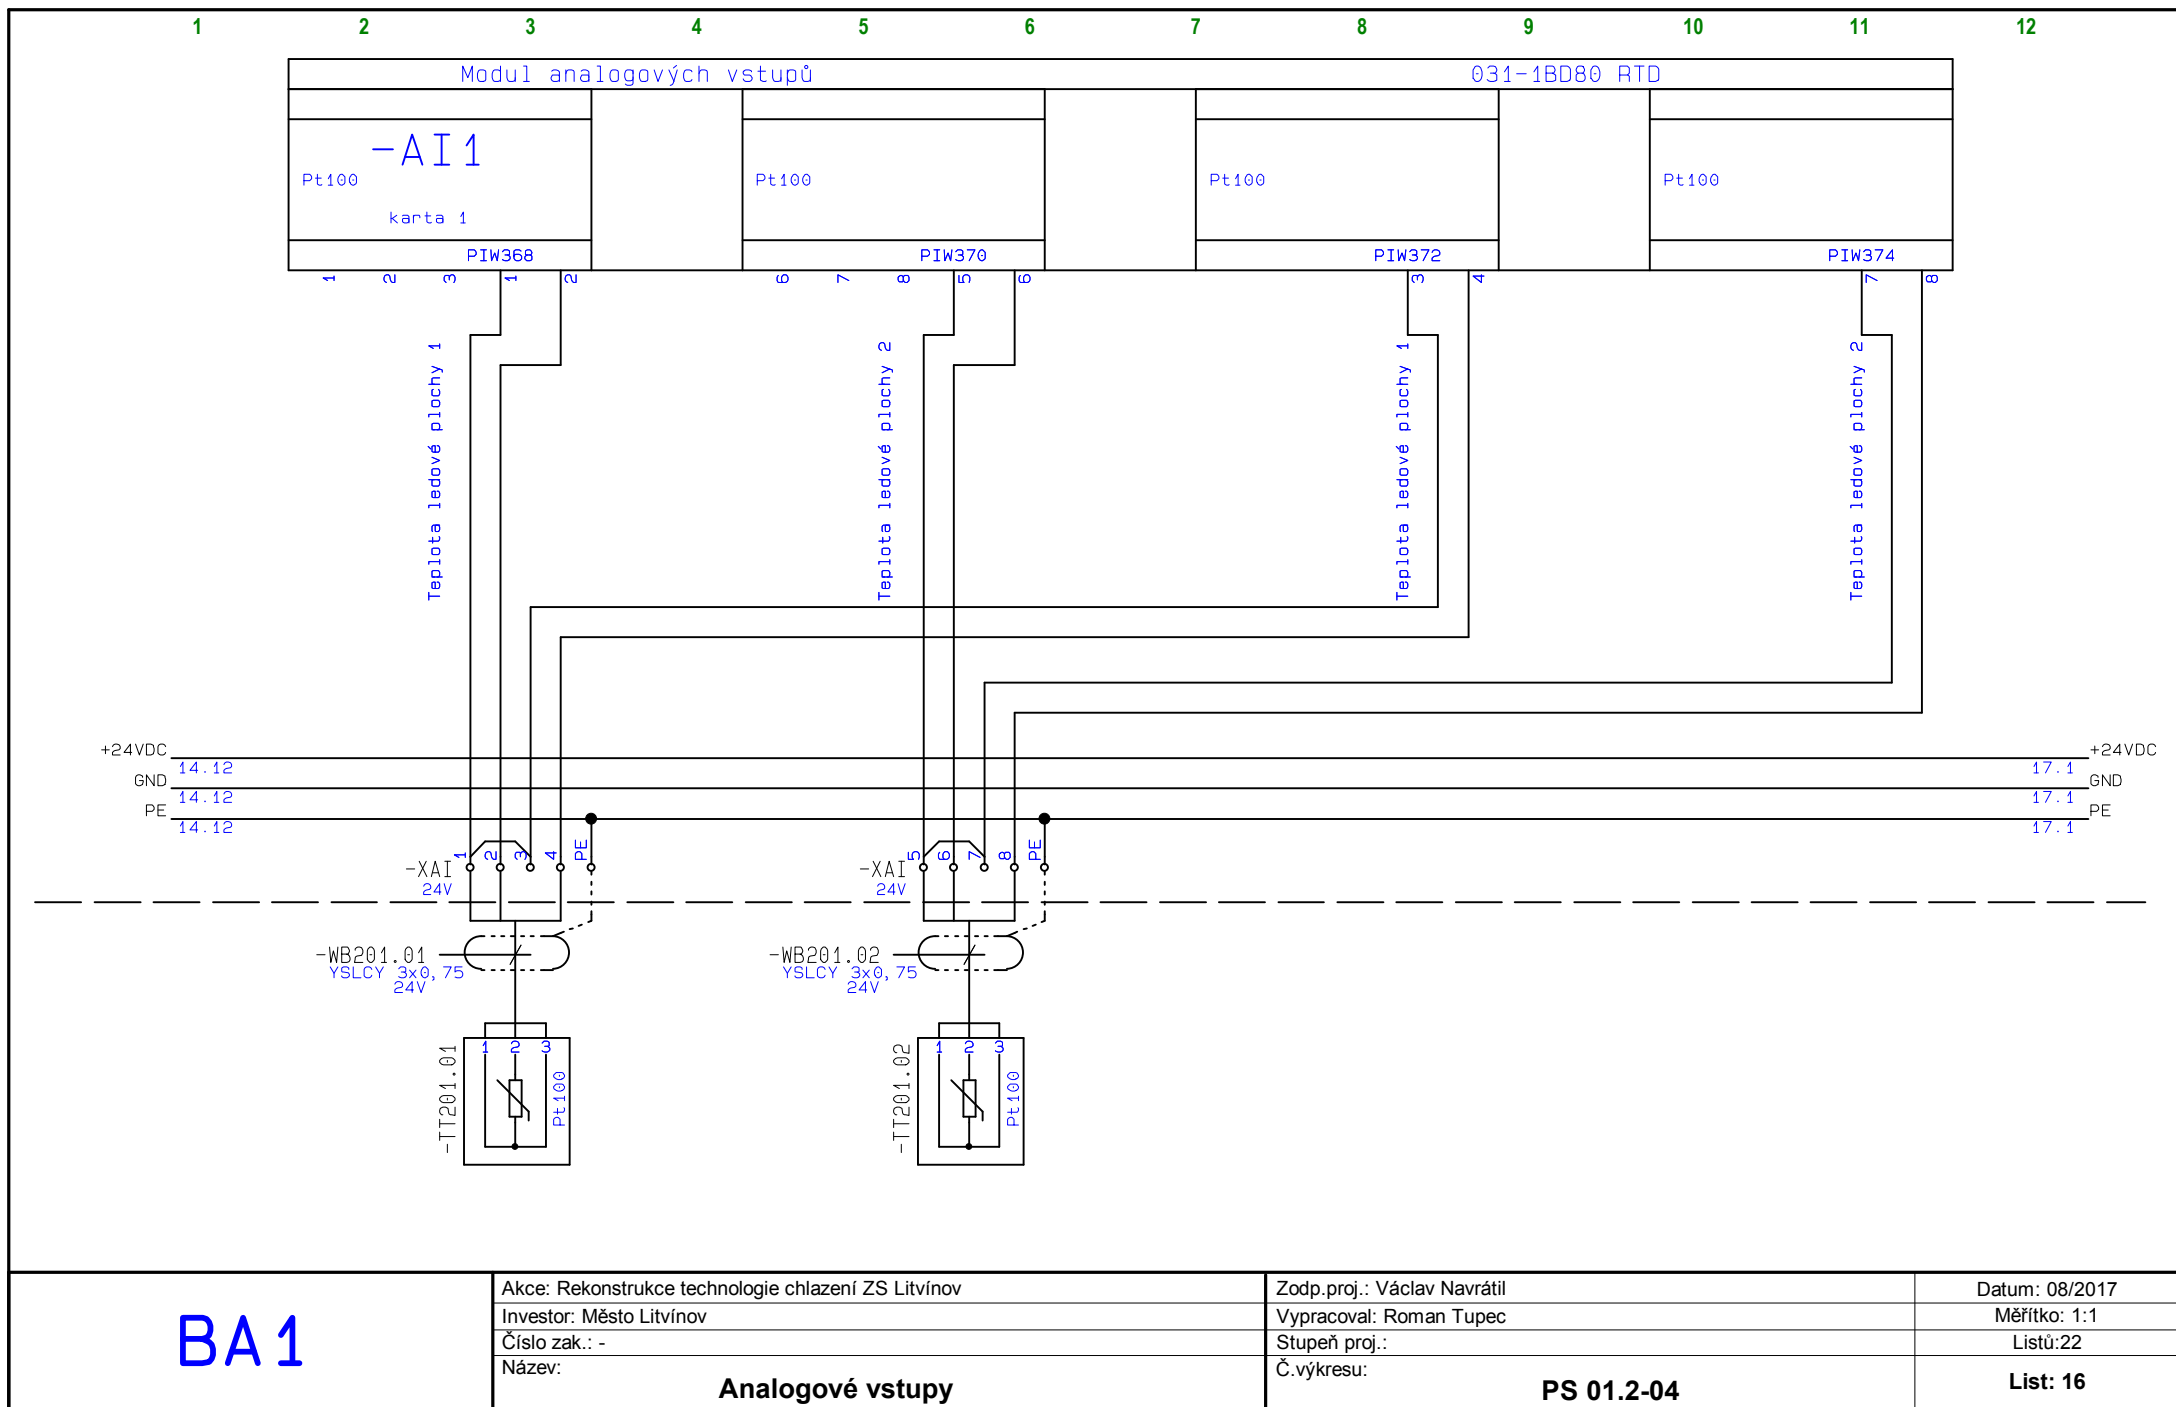 1 2 3 4 5 6 7 8 9 10 11 12
Modul analogových vstupů 031-1BD80 RTD
-AI1
Pt100 Pt100 Pt100 Pt100
karta 1
PIW368 PIW370 PIW372 PIW374
1 2 3 1 2 6 7 8 5 6 3 4 7 8
Teplota ledové plochy 1
Teplota ledové plochy 2
Teplota ledové plochy 1
Teplota ledové plochy 2
+24VDC 14.12 17.1 +24VDC
GND 14.12 17.1 GND
PE 14.12 17.1 PE
1 2 3 4 PE 5 6 7 8 PE
-XAI -XAI
24V 24V
-WB201.01 -WB201.02
YSLCY 3x0,75 YSLCY 3x0,75
24V 24V
1 2 3 1 2 3
-TT201.01
Pt100
-TT201.02
Pt100
BA1
Akce: Rekonstrukce technologie chlazení ZS Litvínov
Investor: Město Litvínov
Číslo zak.: -
Název:
Analogové vstupy
Zodp.proj.: Václav Navrátil
Vypracoval: Roman Tupec
Stupeň proj.:
Č.výkresu:
PS 01.2-04
Datum: 08/2017
Měřítko: 1:1
Listů:22
List: 16